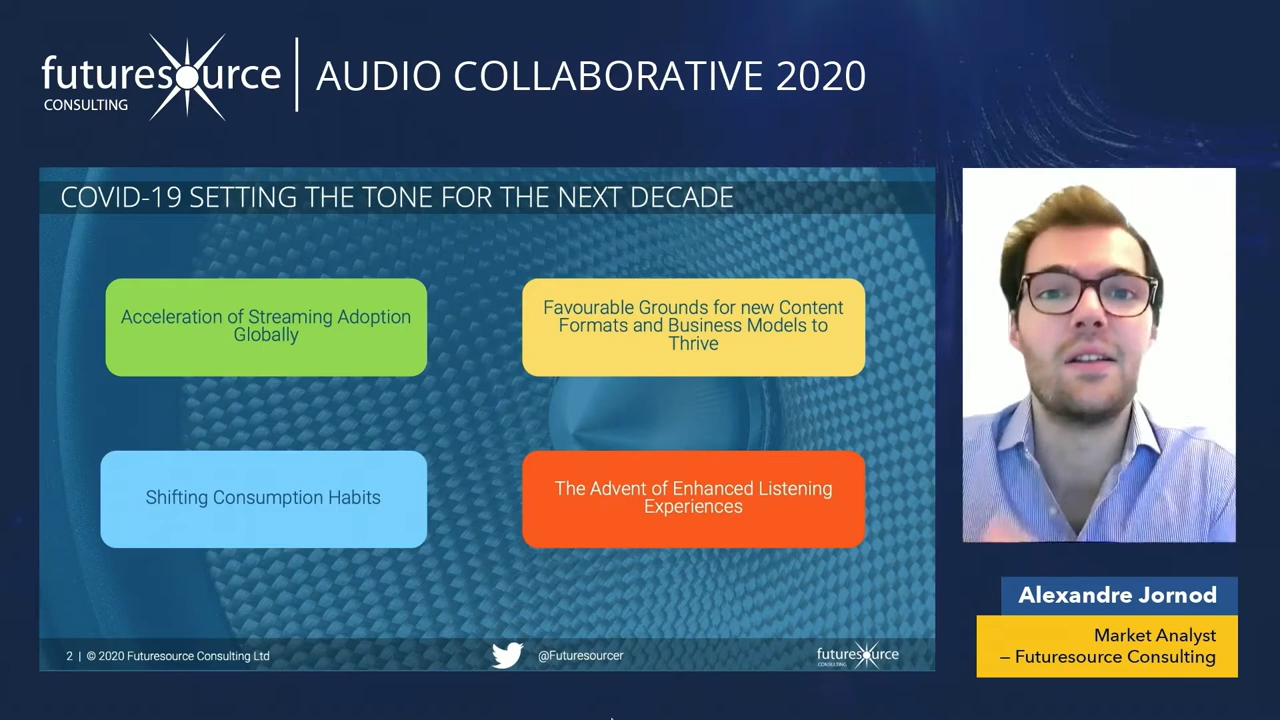 futuresource
CONSULTING
AUDIO COLLABORATIVE 2020
COVID-19 SETTING THE TONE FOR THE NEXT DECADE
Acceleration of Streaming Adoption
Globally
Favourable Grounds for new Content
Formats and Business Models to
Thrive
Shifting Consumption Habits
The Advent of Enhanced Listening
Experiences
2 | © 2020 Futuresource Consulting Ltd
@Futuresourcer
futuresource
CONSULTING
Alexandre Jornod
Market Analyst
– Futuresource Consulting